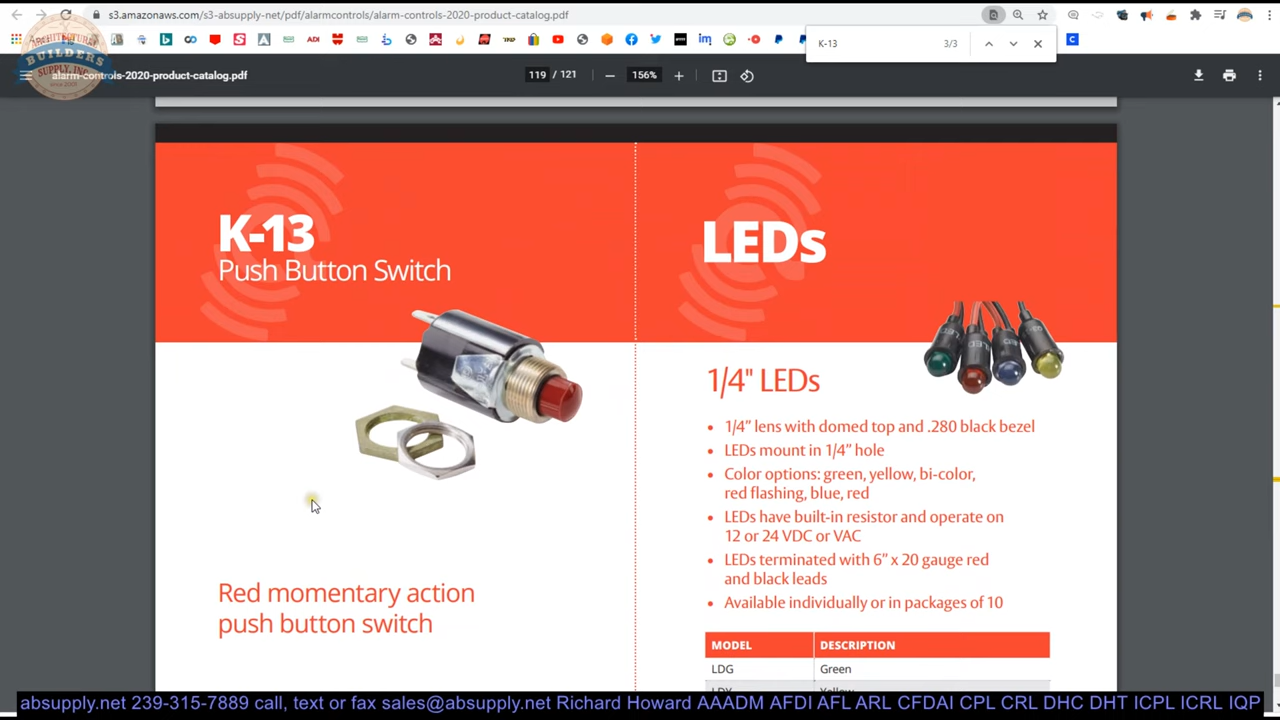 s3.amazonaws.com/s3-absupply-net/pdf/alarmcontrols/alarm-controls-2020-product-catalog.pdf
K-13
3/3
ARCHITECTURAL
BUILDERS
SUPPLY, INC.
alarm-controls-2020-product-catalog.pdf
119 / 121
156%
K-13
Push Button Switch
Red momentary action
push button switch
LEDs
1/4" LEDs
• 1/4” lens with domed top and .280 black bezel
• LEDs mount in 1/4” hole
• Color options: green, yellow, bi-color,
red flashing, blue, red
• LEDs have built-in resistor and operate on
12 or 24 VDC or VAC
• LEDs terminated with 6” x 20 gauge red
and black leads
• Available individually or in packages of 10
MODEL DESCRIPTION
LDG Green
LDY Yellow
absupply.net 239-315-7889 call, text or fax sales@absupply.net Richard Howard AAADM AFDI AFL ARL CFDAI CPL CRL DHC DHT ICPL ICRL IQP